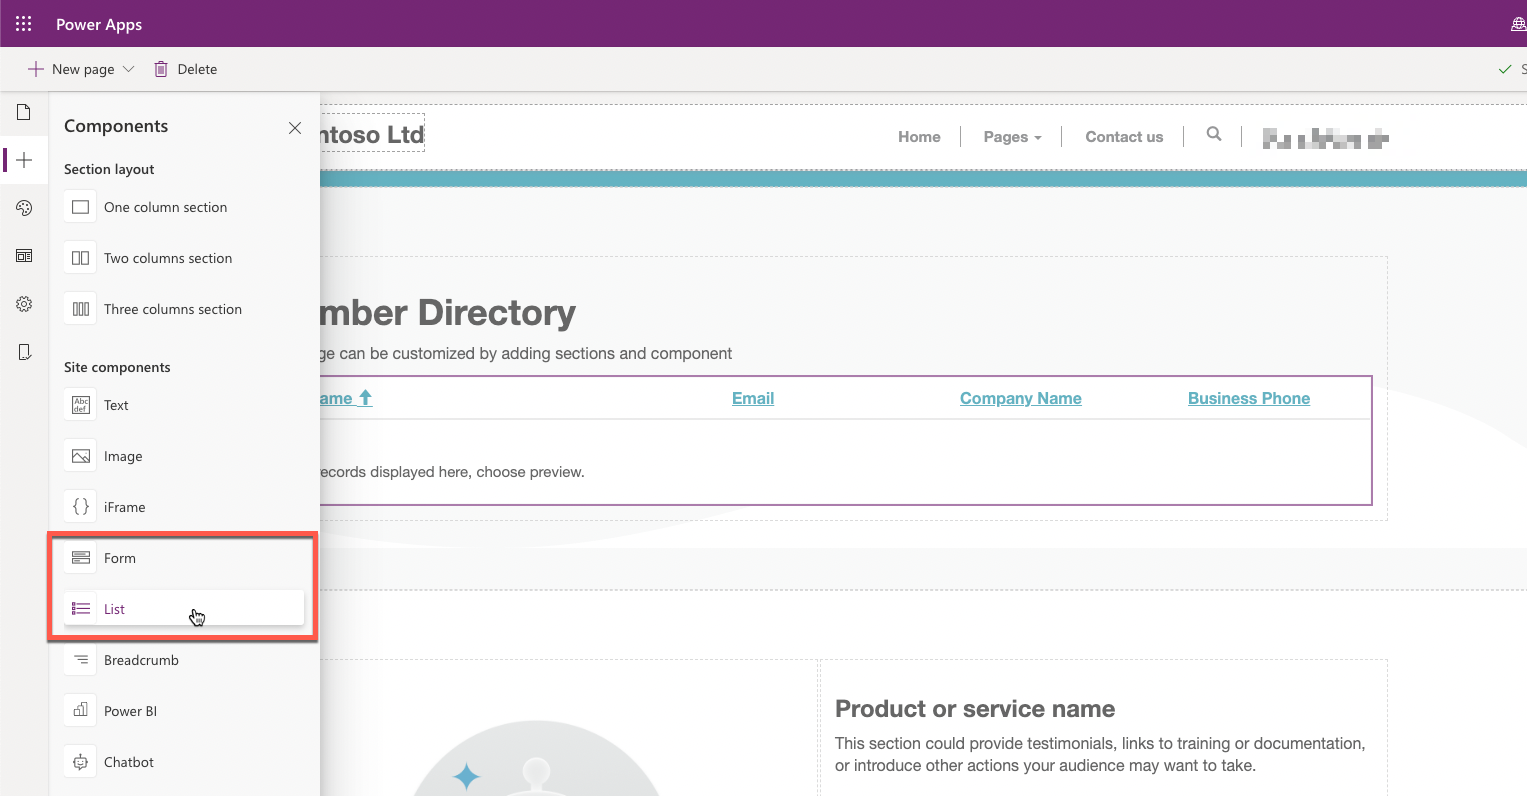 Power Apps
New page
Delete
Components
Section layout
One column section
Two columns section
Three columns section
Site components
Text
Image
iFrame
Form
List
Breadcrumb
Power BI
Chatbot
Abc
def
ntoso Ltd
Home
Pages
Contact us
mber Directory
ge can be customized by adding sections and component
ame
Email
Company Name
Business Phone
ecords displayed here, choose preview.
Product or service name
This section could provide testimonials, links to training or documentation,
or introduce other actions your audience may want to take.